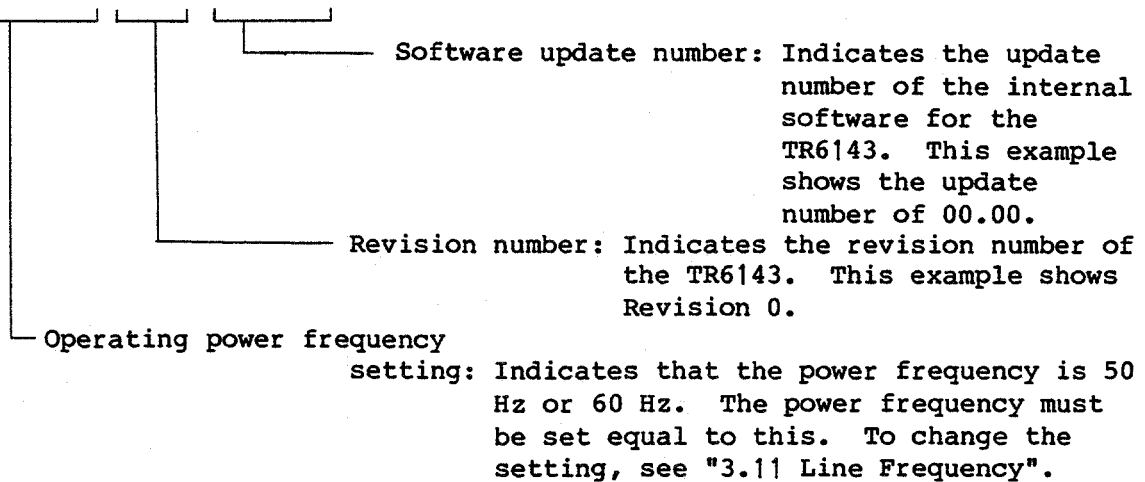 Software update number: Indicates the update
number of the internal
software for the
TR6143. This example
shows the update
number of 00.00.
Revision number: Indicates the revision number of
the TR6143. This example shows
Revision 0.
Operating power frequency
setting: Indicates that the power frequency is 50
Hz or 60 Hz. The power frequency must
be set equal to this. To change the
setting, see "3.11 Line Frequency".